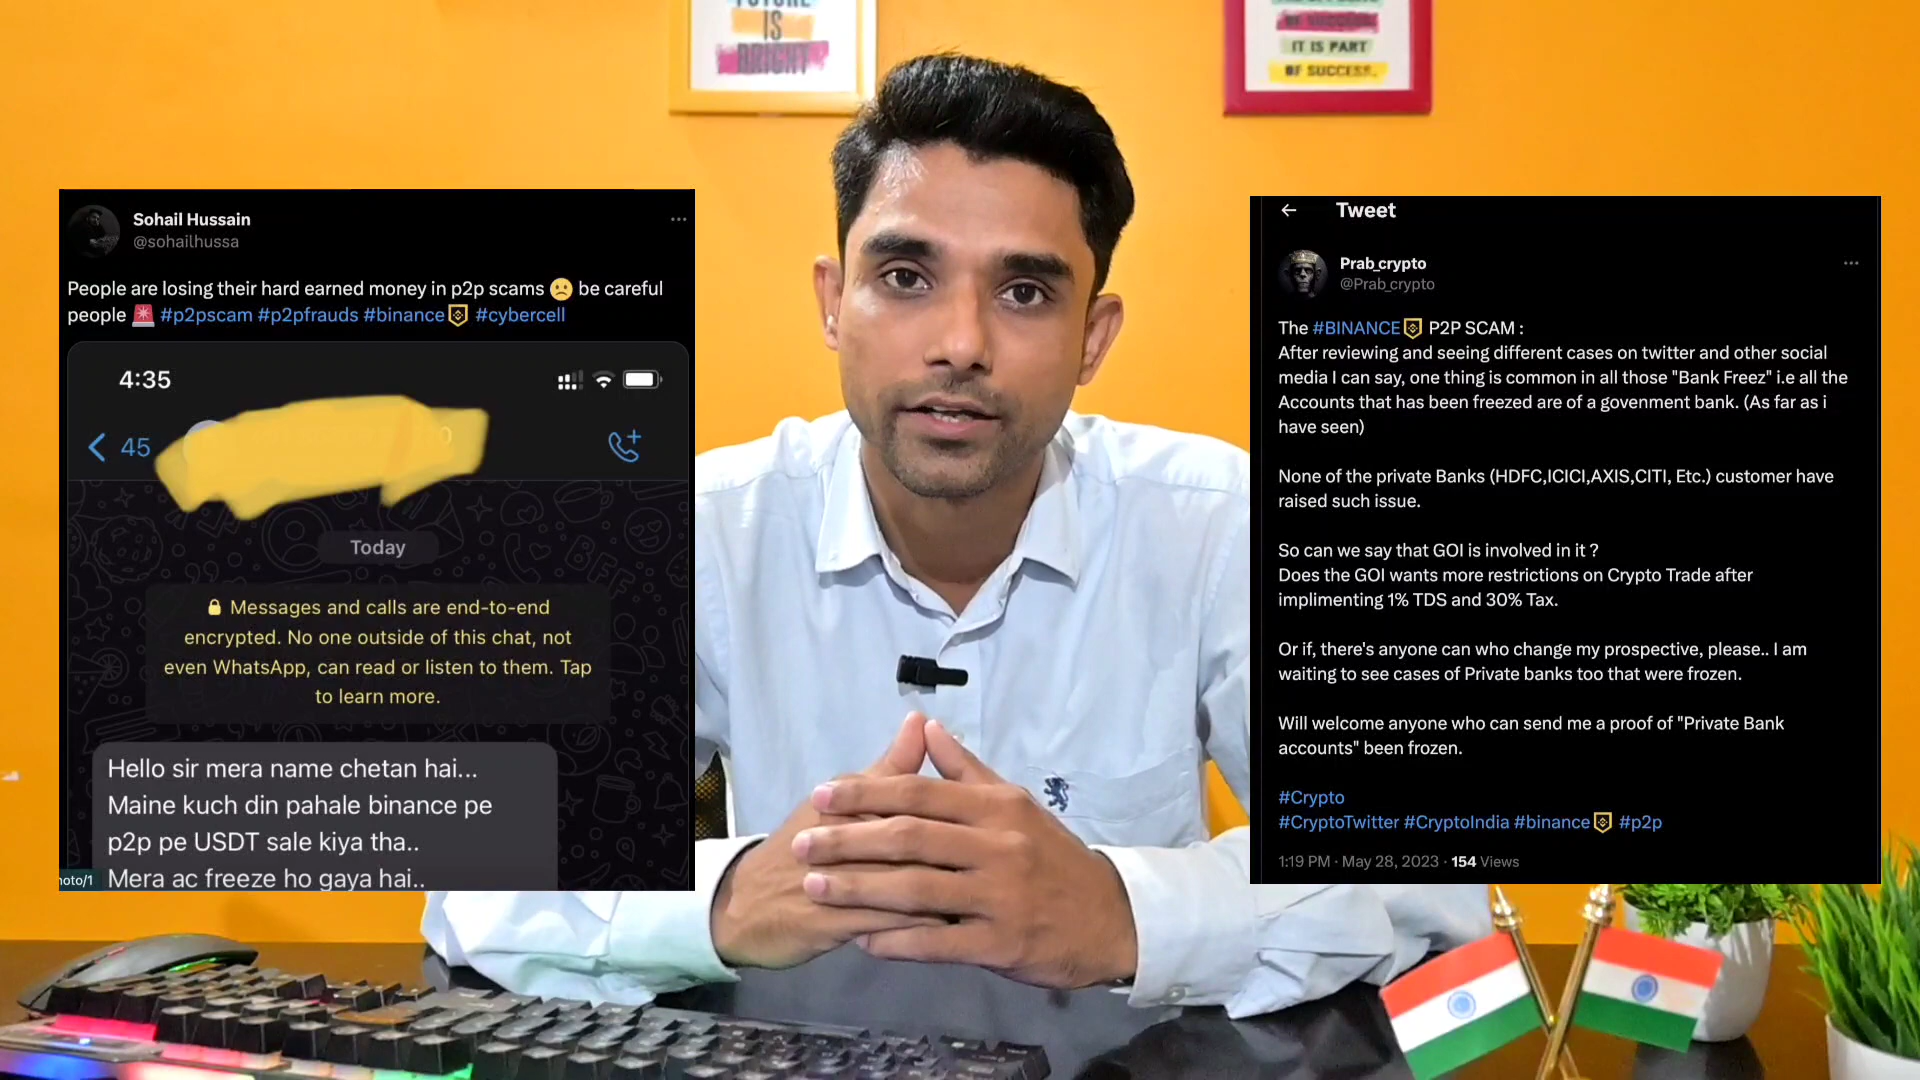 FUTURE
IS
BRIGHT
OF SUCCESS
IT IS PART
OF SUCCESS.
Sohail Hussain
@sohailhussa
People are losing their hard earned money in p2p scams 🙁 be careful
people 🚨 #p2pscam #p2pfrauds #binance #cybercell
4:35
45
Today
🔒 Messages and calls are end-to-end
encrypted. No one outside of this chat, not
even WhatsApp, can read or listen to them. Tap
to learn more.
Hello sir mera name chetan hai...
Maine kuch din pahale binance pe
p2p pe USDT sale kiya tha..
Mera ac freeze ho gaya hai..
hoto/1
Tweet
Prab_crypto
@Prab_crypto
The #BINANCE P2P SCAM :
After reviewing and seeing different cases on twitter and other social
media I can say, one thing is common in all those "Bank Freez" i.e all the
Accounts that has been freezed are of a govenment bank. (As far as i
have seen)
None of the private Banks (HDFC,ICICI,AXIS,CITI, Etc.) customer have
raised such issue.
So can we say that GOI is involved in it ?
Does the GOI wants more restrictions on Crypto Trade after
implimenting 1% TDS and 30% Tax.
Or if, there's anyone can who change my prospective, please.. I am
waiting to see cases of Private banks too that were frozen.
Will welcome anyone who can send me a proof of "Private Bank
accounts" been frozen.
#Crypto
#CryptoTwitter #CryptoIndia #binance #p2p
1:19 PM · May 28, 2023 · 154 Views